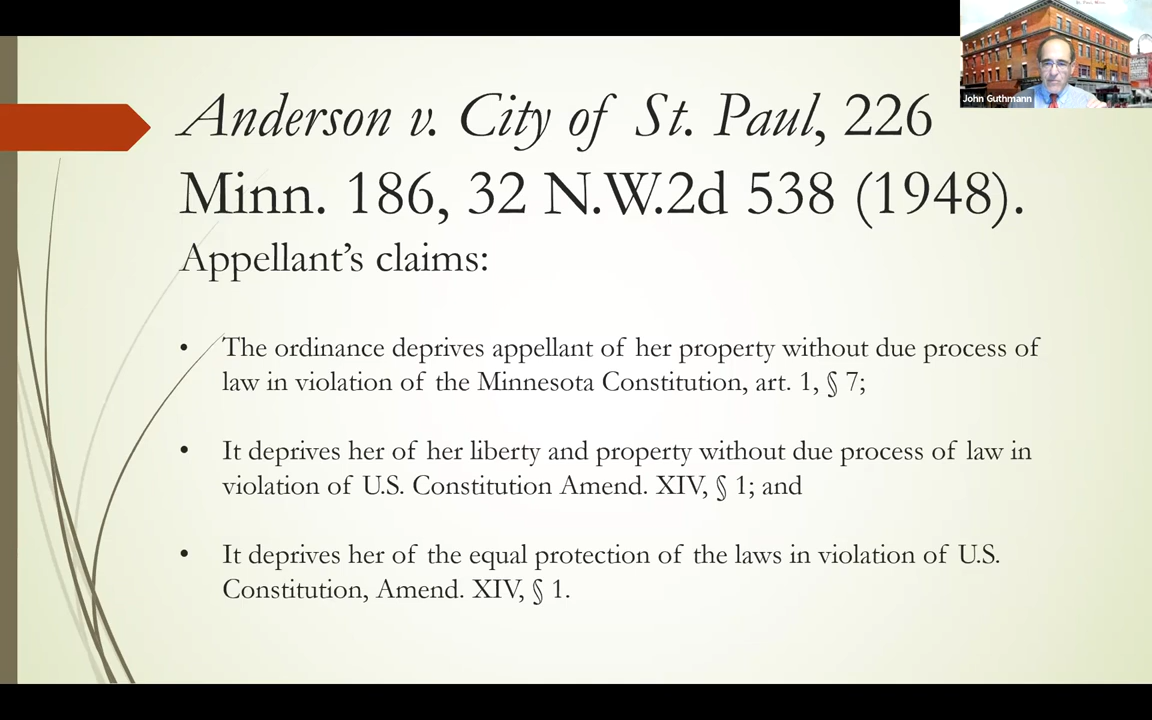 Anderson v. City of St. Paul, 226
Minn. 186, 32 N.W.2d 538 (1948).
Appellant’s claims:
• The ordinance deprives appellant of her property without due process of
law in violation of the Minnesota Constitution, art. 1, § 7;
• It deprives her of her liberty and property without due process of law in
violation of U.S. Constitution Amend. XIV, § 1; and
• It deprives her of the equal protection of the laws in violation of U.S.
Constitution, Amend. XIV, § 1.
John Guthmann